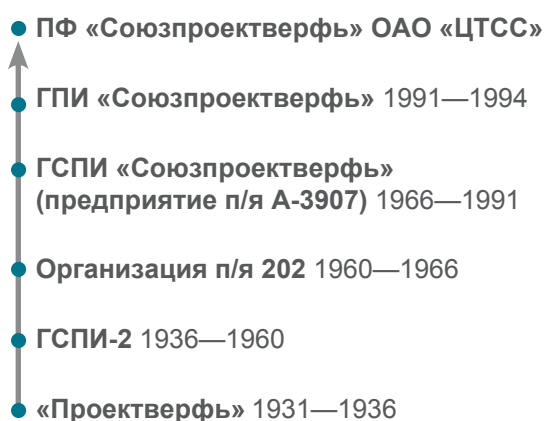 ПФ «Союзпроектверфь» ОАО «ЦТСС»
ГПИ «Союзпроектверфь» 1991—1994
ГСПИ «Союзпроектверфь»
(предприятие п/я А-3907) 1966—1991
Организация п/я 202 1960—1966
ГСПИ-2 1936—1960
«Проектверфь» 1931—1936